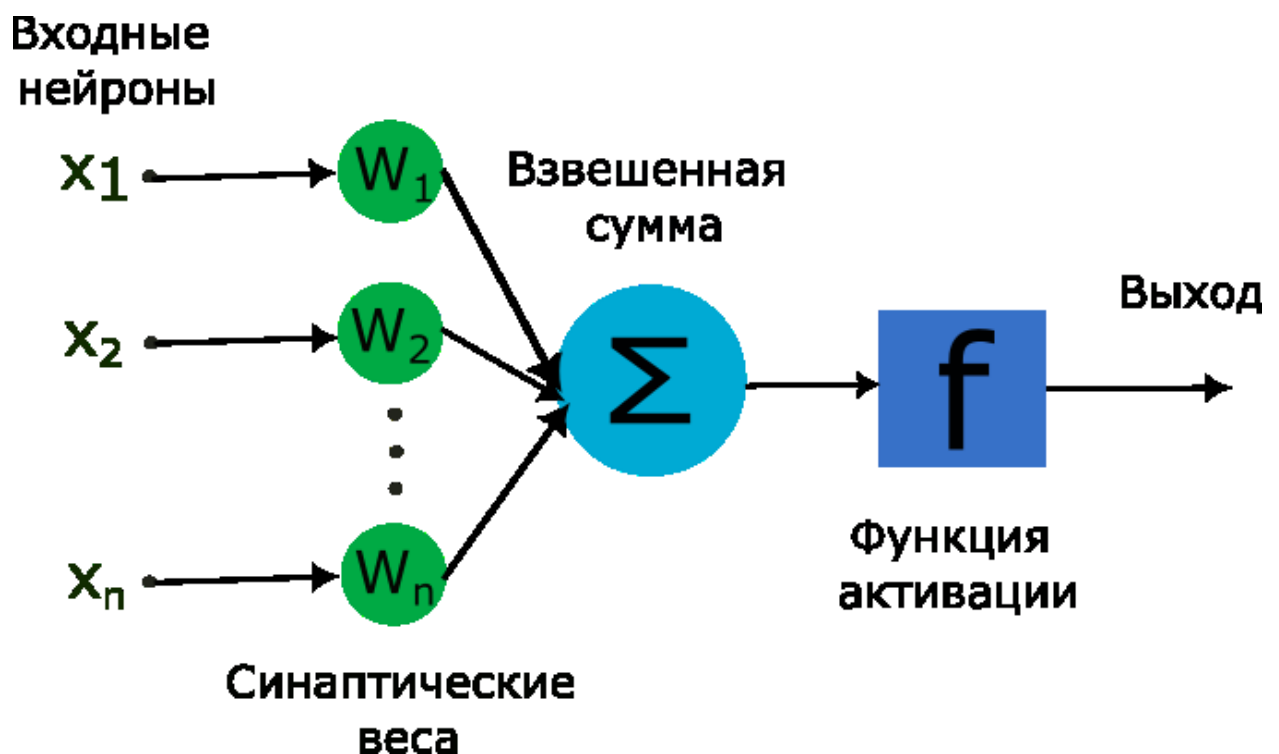 Входные
нейроны
x1
W1
Взвешенная
сумма
x2
W2
Σ
f
Выход
xn
Wn
Функция
активации
Синаптические
веса